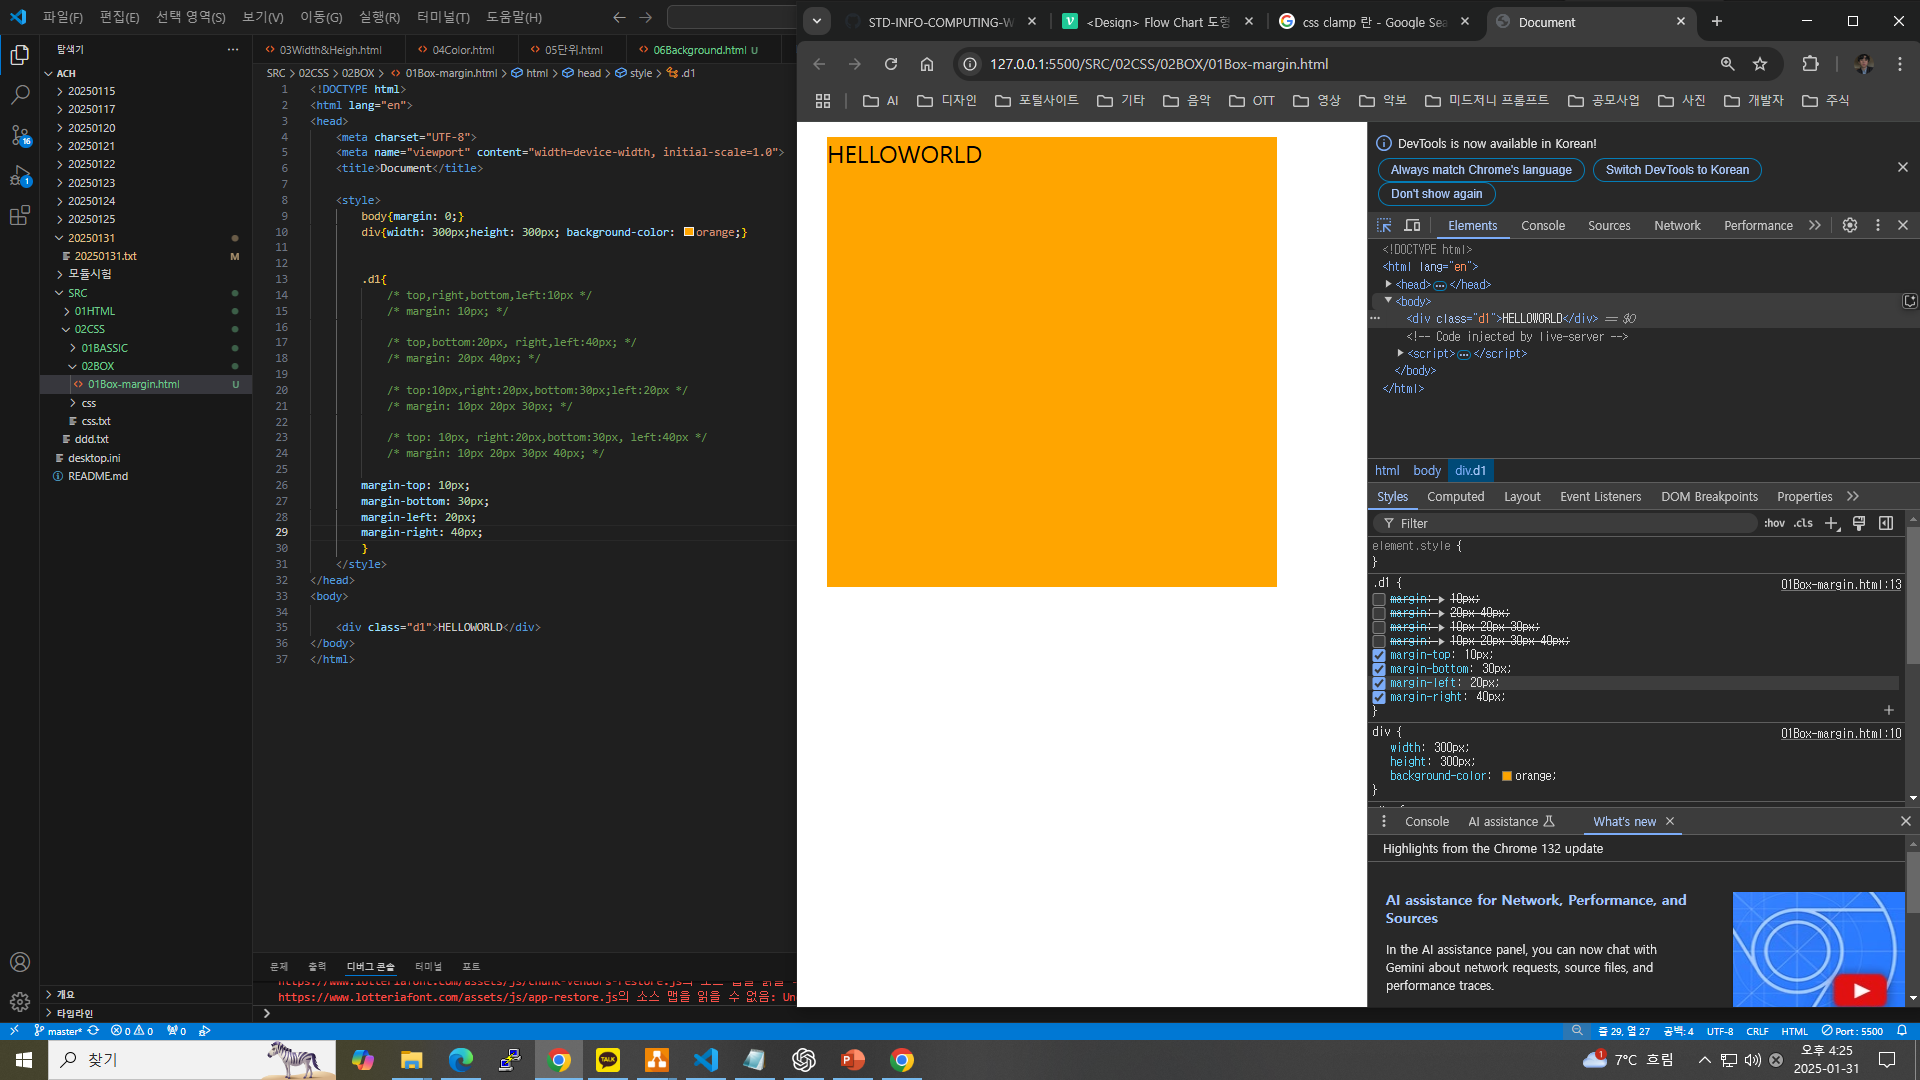 파일(F) 편집(E) 선택 영역(S) 보기(V) 이동(G) 실행(R) 터미널(T) 도움말(H)
탐색기
ACH
20250115
20250117
20250120
20250121
20250122
20250123
20250124
20250125
20250131
20250131.txt M
모듈시험
SRC
01HTML
02CSS
01BASSIC
02BOX
01Box-margin.html U
css
css.txt
ddd.txt
desktop.ini
README.md
개요
타임라인
16
1
03Width&Heigh.html 04Color.html 05단위.html 06Background.html U
SRC > 02CSS > 02BOX > 01Box-margin.html > html > head > style > .d1
1 <!DOCTYPE html>
2 <html lang="en">
3 <head>
4 <meta charset="UTF-8">
5 <meta name="viewport" content="width=device-width, initial-scale=1.0">
6 <title>Document</title>
7
8 <style>
9 body{margin: 0;}
10 div{width: 300px;height: 300px; background-color: orange;}
11
12
13 .d1{
14 /* top,right,bottom,left:10px */
15 /* margin: 10px; */
16
17 /* top,bottom:20px, right,left:40px; */
18 /* margin: 20px 40px; */
19
20 /* top:10px,right:20px,bottom:30px;left:20px */
21 /* margin: 10px 20px 30px; */
22
23 /* top: 10px, right:20px,bottom:30px, left:40px */
24 /* margin: 10px 20px 30px 40px; */
25
26 margin-top: 10px;
27 margin-bottom: 30px;
28 margin-left: 20px;
29 margin-right: 40px;
30 }
31 </style>
32 </head>
33 <body>
34
35 <div class="d1">HELLOWORLD</div>
36 </body>
37 </html>
문제 출력 디버그 콘솔 터미널 포트
https://www.lotteriafont.com/assets/js/chunk-vendors-restore.js의 소스 맵을 읽을
https://www.lotteriafont.com/assets/js/app-restore.js의 소스 맵을 읽을 수 없음: Un
STD-INFO-COMPUTING-W <Design> Flow Chart 도형 css clamp 란 - Google Sea Document
127.0.0.1:5500/SRC/02CSS/02BOX/01Box-margin.html
AI 디자인 포털사이트 기타 음악 OTT 영상 악보 미드저니 프롬프트 공모사업 사진 개발자 주식
HELLOWORLD
DevTools is now available in Korean!
Always match Chrome's language Switch DevTools to Korean
Don't show again
Elements Console Sources Network Performance
<!DOCTYPE html>
<html lang="en">
<head> … </head>
<body>
<div class="d1">HELLOWORLD</div> == $0
<!-- Code injected by live-server -->
<script> … </script>
</body>
</html>
html body div.d1
Styles Computed Layout Event Listeners DOM Breakpoints Properties
Filter :hov .cls
element.style {
}
.d1 { 01Box-margin.html:13
margin: 10px;
margin: 20px 40px;
margin: 10px 20px 30px;
margin: 10px 20px 30px 40px;
margin-top: 10px;
margin-bottom: 30px;
margin-left: 20px;
margin-right: 40px;
}
div { 01Box-margin.html:10
width: 300px;
height: 300px;
background-color: orange;
}
Console AI assistance What's new
Highlights from the Chrome 132 update
AI assistance for Network, Performance, and
Sources
In the AI assistance panel, you can now chat with
Gemini about network requests, source files, and
performance traces.
master* 0 0 0 줄 29, 열 27 공백: 4 UTF-8 CRLF HTML Port : 5500
찾기 TALK 1 7°C 흐림 오후 4:25
2025-01-31